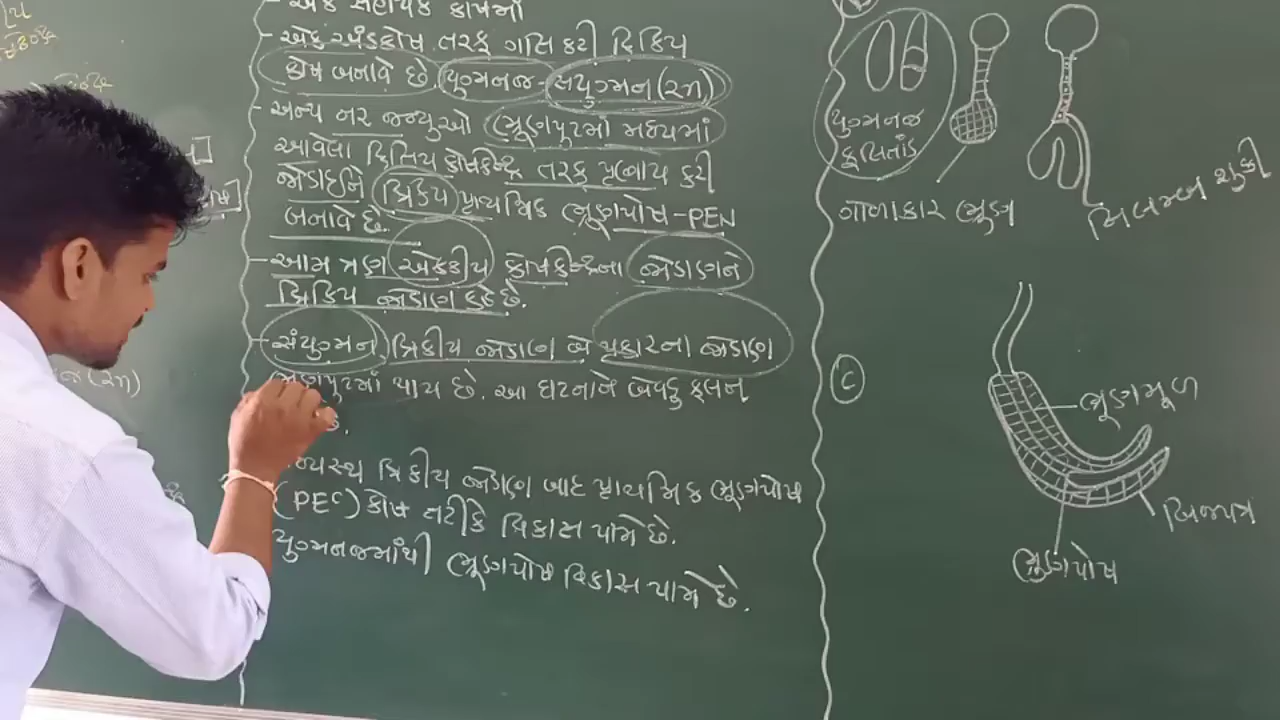 - એક સહાયક કોષમાં
- એક ખંડકોષ તરફ ગતિ કરી દ્વિકિય
કોષ બનાવે છે. યુગ્મનજ - સંયુગ્મન (2n)
- અન્ય નર જન્યુઓ ભ્રૂણપૂટમાં મધ્યમાં
આવેલા દ્વિતિય કોષકેન્દ્ર તરફ પ્રયાણ કરી
જોડાઈને ત્રિકિય પ્રાથમિક ભ્રૂણપોષ - PEN
બનાવે છે.
- આમ ત્રણ એકકીય કોષકેન્દ્રના જોડાણને
ત્રિકિય જોડાણ કહે છે.
- સંયુગ્મન, ત્રિકીય જોડાણ બે પ્રકારના જોડાણ
ભ્રૂણપૂટમાં થાય છે. આ ઘટનાને બેવડું ફલન
છે.
ત્રિકીય જોડાણ બાદ પ્રાથમિક ભ્રૂણપોષ
(PEC) કોષ તરીકે વિકાસ પામે છે.
યુગ્મનજમાંથી ભ્રૂણપોષ વિકાસ પામે છે.
(2n)
યુગ્મનજ
નાળાકાર ભ્રૂણ
C
ભ્રૂણમૂળ
બિજપત્ર
ભ્રૂણપોષ